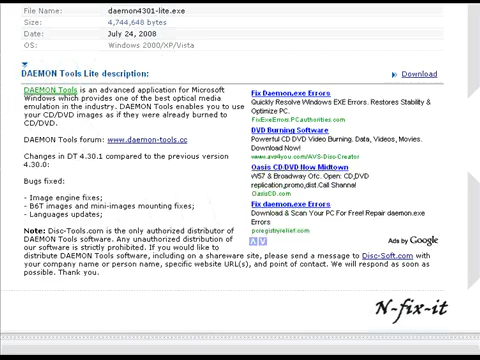 File Name: daemon4301-lite.exe
Size: 4,744,648 bytes
Date: July 24, 2008
OS: Windows 2000/XP/Vista
DAEMON Tools Lite description:
Download
DAEMON Tools is an advanced application for Microsoft
Windows which provides one of the best optical media
emulation in the industry. DAEMON Tools enables you to use
your CD/DVD images as if they were already burned to
CD/DVD.
DAEMON Tools forum: www.daemon-tools.cc
Changes in DT 4.30.1 compared to the previous version
4.30.0:
Bugs fixed:
- Image engine fixes;
- B6T images and mini-images mounting fixes;
- Languages updates;
Fix Daemon.exe Errors
Quickly Resolve Windows EXE Errors. Restores Stability &
Optimize PC.
FixExeErrors.PCauthorities.com
DVD Burning Software
Powerful CD DVD Video Burning. Data, Videos, Movies.
Download Now!
www.avs4you.com/AVS-Disc-Creator
Oasis CD:DVD Now Midtown
W57 & Broadway Ofc. Open. CD,DVD
replication,promo,dist.Call Shanna!
OasisCD.com
Fix daemon.exe Errors
Download & Scan Your PC For Free Repair daemon.exe
Errors
pcregistryrelief.com
Ads by Google
Note: Disc-Tools.com is the only authorized distributor of
DAEMON Tools software. Any unauthorized distribution of
our software is strictly prohibited. If you would like to
distribute DAEMON Tools software, including on a shareware site, please send a message to Disc-Soft.com with
your company name or person name, specific website URL(s), and point of contact. We will respond as soon as
possible. Thank you.
N-fix-it